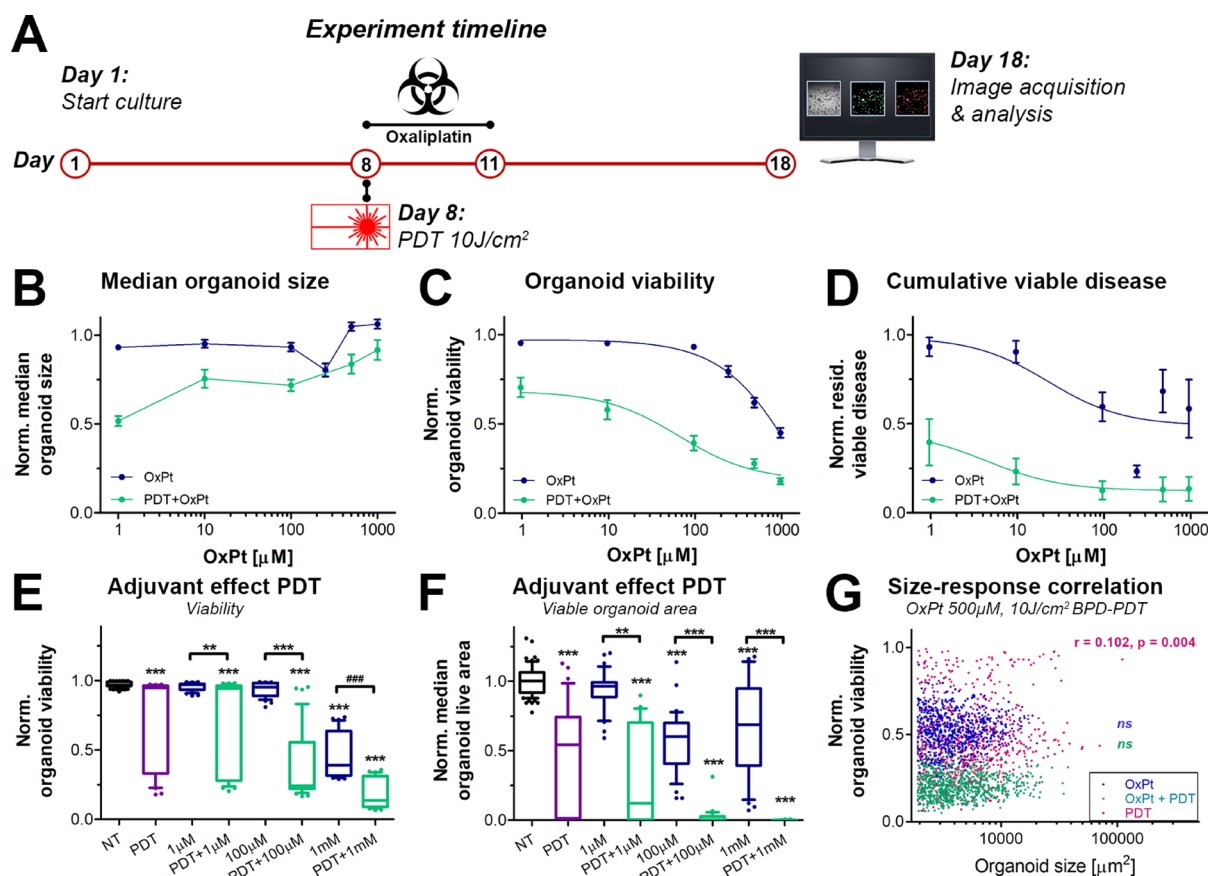 A
Experiment timeline
Day 1:
Start culture
Oxaliplatin
Day 18:
Image acquisition
& analysis
Day
1
8
11
18
Day 8:
PDT 10J/cm²
B
Median organoid size
Norm. median
organoid size
1.0
0.5
0.0
OxPt
PDT+OxPt
1
10
100
1000
OxPt [μM]
C
Organoid viability
Norm.
organoid viability
1.0
0.5
0.0
OxPt
PDT+OxPt
1
10
100
1000
OxPt [μM]
D
Cumulative viable disease
Norm. resid.
viable disease
1.0
0.5
0.0
OxPt
PDT+OxPt
1
10
100
1000
OxPt [μM]
E
Adjuvant effect PDT
Viability
Norm.
organoid viability
1.0
0.5
0.0
***
**
***
***
***
***
###
***
NT
PDT
1μM
PDT+1μM
100μM
PDT+100μM
1mM
PDT+1mM
F
Adjuvant effect PDT
Viable organoid area
Norm. median
organoid live area
1.5
1.0
0.5
0.0
***
**
***
***
***
***
***
***
***
NT
PDT
1μM
PDT+1μM
100μM
PDT+100μM
1mM
PDT+1mM
G
Size-response correlation
OxPt 500μM, 10J/cm² BPD-PDT
Norm.
organoid viability
1.0
0.5
0.0
r = 0.102, p = 0.004
ns
ns
OxPt
OxPt + PDT
PDT
10000
100000
Organoid size [μm²]